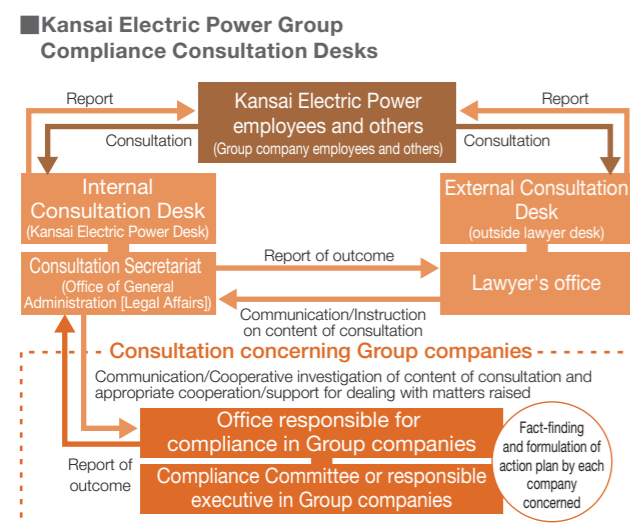 ■Kansai Electric Power Group
Compliance Consultation Desks
Report
Kansai Electric Power
employees and others
(Group company employees and others)
Report
Consultation
Consultation
Internal
Consultation Desk
(Kansai Electric Power Desk)
External Consultation
Desk
(outside lawyer desk)
Consultation Secretariat
(Office of General
Administration [Legal Affairs])
Report of outcome
Lawyer's office
Communication/Instruction
on content of consultation
Consultation concerning Group companies
Communication/Cooperative investigation of content of consultation and
appropriate cooperation/support for dealing with matters raised
Office responsible for
compliance in Group companies
Report of
outcome
Compliance Committee or responsible
executive in Group companies
Fact-finding
and formulation of
action plan by each
company
concerned